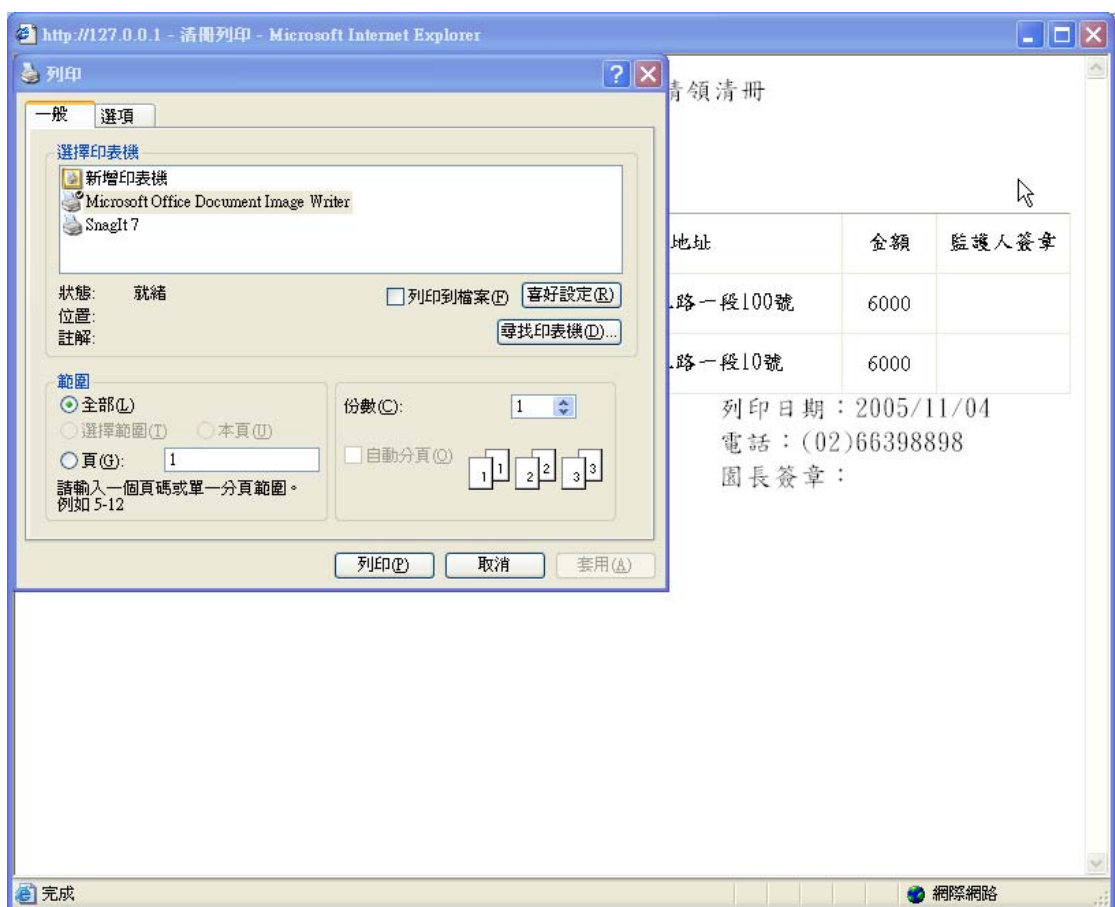 http://127.0.0.1 - 清冊列印 - Microsoft Internet Explorer
列印
一般 選項
選擇印表機
新增印表機
Microsoft Office Document Image Writer
SnagIt 7
狀態: 就緒
位置:
註解:
列印到檔案(F)
喜好設定(R)
尋找印表機(D)...
範圍
全部(L)
選擇範圍(T) 本頁(U)
頁(G): 1
請輸入一個頁碼或單一分頁範圍。
例如 5-12
份數(C): 1
自動分頁(O)
1 1 2 2 3 3
列印(P) 取消 套用(A)
請領清冊
地址 金額 監護人簽章
路一段100號 6000
路一段10號 6000
列印日期：2005/11/04
電話：(02)66398898
園長簽章：
完成 網際網路